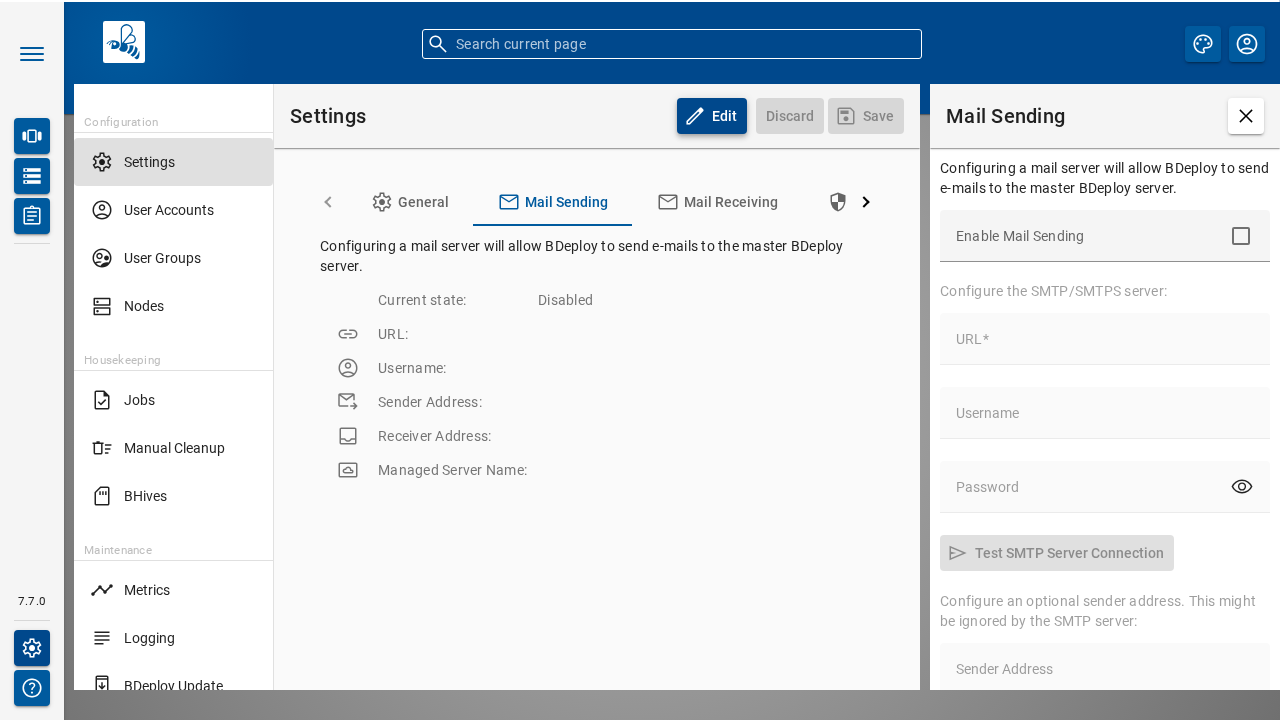 Search current page
Configuration
Settings
User Accounts
User Groups
Nodes
Housekeeping
Jobs
Manual Cleanup
BHives
Maintenance
Metrics
Logging
BDeploy Update
7.7.0
Settings
Edit
Discard
Save
General
Mail Sending
Mail Receiving
Configuring a mail server will allow BDeploy to send e-mails to the master BDeploy
server.
Current state: Disabled
URL:
Username:
Sender Address:
Receiver Address:
Managed Server Name:
Mail Sending
Configuring a mail server will allow BDeploy to send
e-mails to the master BDeploy server.
Enable Mail Sending
Configure the SMTP/SMTPS server:
URL*
Username
Password
Test SMTP Server Connection
Configure an optional sender address. This might
be ignored by the SMTP server:
Sender Address